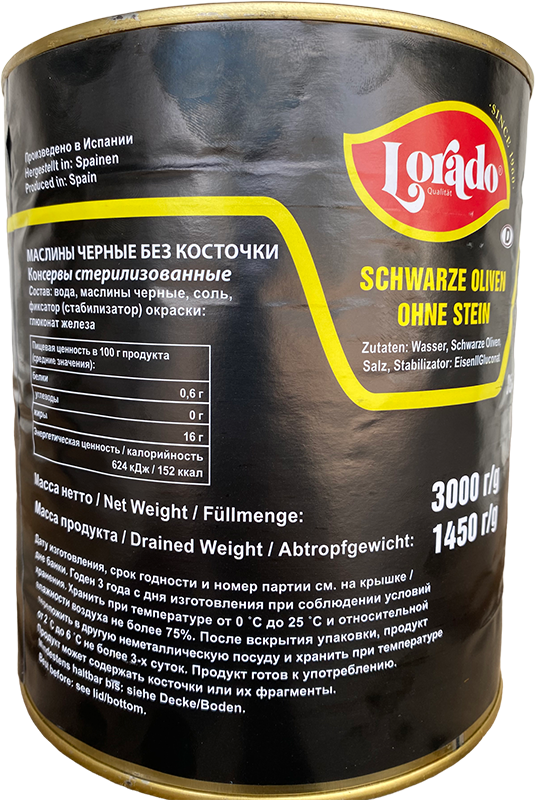 Произведено в Испании
Hergestellt in: Spainen
Produced in: Spain
·SINCE 1960·
Lorado®
Qualität
D
МАСЛИНЫ ЧЕРНЫЕ БЕЗ КОСТОЧКИ
Консервы стерилизованные
Состав: вода, маслины черные, соль,
фиксатор (стабилизатор) окраски:
глюконат железа
SCHWARZE OLIVEN
OHNE STEIN
Zutaten: Wasser, Schwarze Oliven,
Salz, Stabilizator: EisenIIGluconat
Пищевая ценность в 100 г продукта
(средние значения):
белки 0,6 г
углеводы 0 г
жиры 16 г
Энергетическая ценность / калорийность
624 кДж / 152 ккал
Масса нетто / Net Weight / Füllmenge: 3000 г/g
Масса продукта / Drained Weight / Abtropfgewicht: 1450 г/g
Дату изготовления, срок годности и номер партии см. на крышке /
дне банки. Годен 3 года с дня изготовления при соблюдении условий
хранения. Хранить при температуре от 0 °C до 25 °C и относительной
влажности воздуха не более 75%. После вскрытия упаковки, продукт
переложить в другую неметаллическую посуду и хранить при температуре
от 2 °C до 6 °C не более 3-х суток. Продукт готов к употреблению.
Продукт может содержать косточки или их фрагменты.
Mindestens haltbar bis: siehe Decke/Boden.
Best before: see lid/bottom.